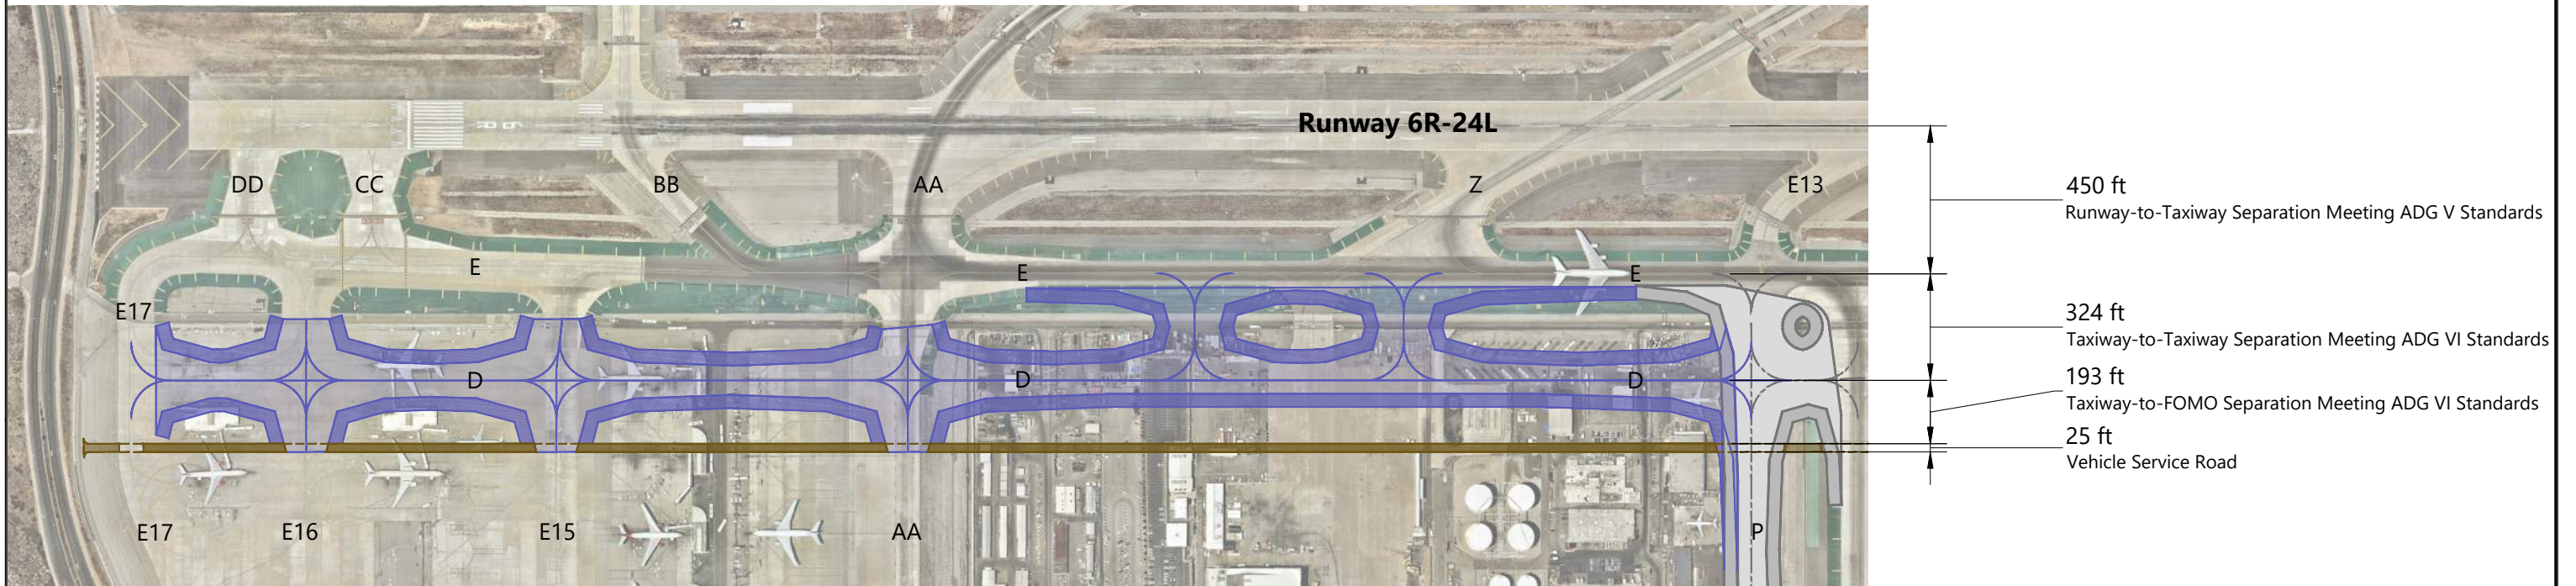 Runway 6R-24L
DD
CC
BB
AA
Z
E13
E
E
E
E17
D
D
D
E17
E16
E15
AA
P
450 ft
Runway-to-Taxiway Separation Meeting ADG V Standards
324 ft
Taxiway-to-Taxiway Separation Meeting ADG VI Standards
193 ft
Taxiway-to-FOMO Separation Meeting ADG VI Standards
25 ft
Vehicle Service Road